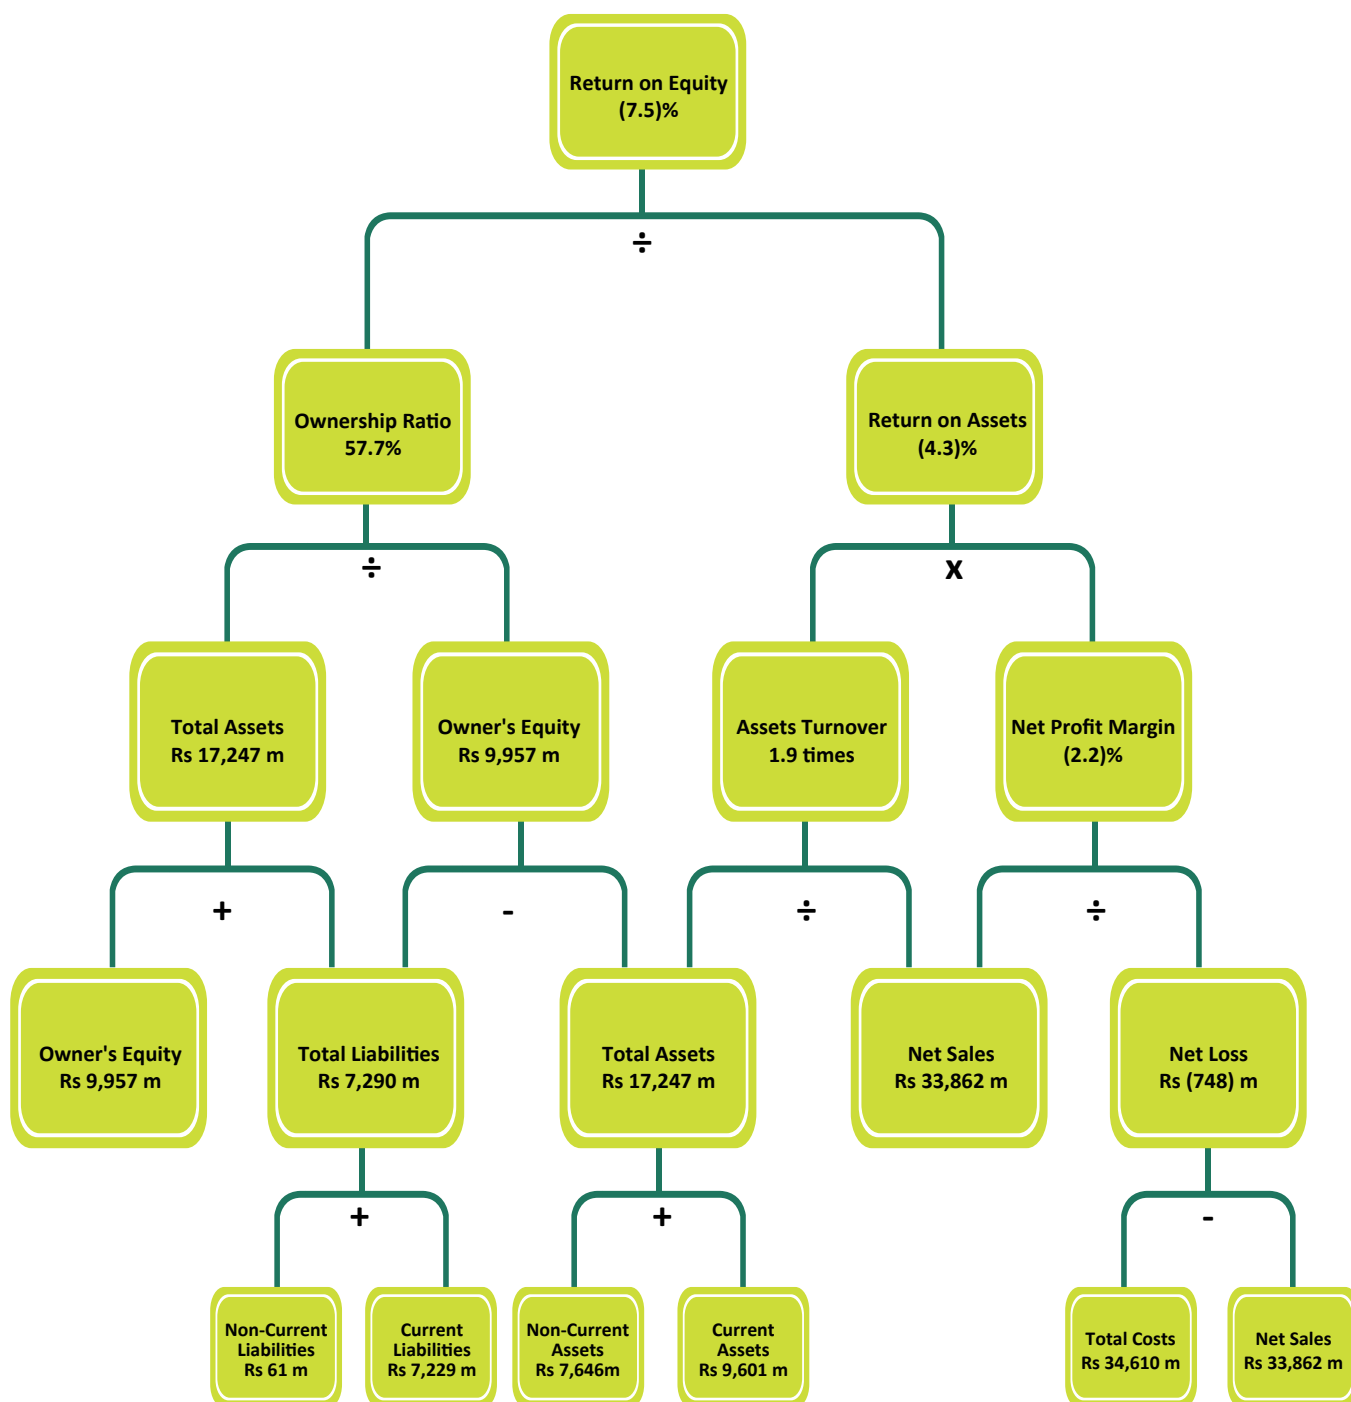 Return on Equity
(7.5)%
÷
Ownership Ratio
57.7%
Return on Assets
(4.3)%
÷
X
Total Assets
Rs 17,247 m
Owner's Equity
Rs 9,957 m
Assets Turnover
1.9 times
Net Profit Margin
(2.2)%
+
-
÷
÷
Owner's Equity
Rs 9,957 m
Total Liabilities
Rs 7,290 m
Total Assets
Rs 17,247 m
Net Sales
Rs 33,862 m
Net Loss
Rs (748) m
+
+
-
Non-Current
Liabilities
Rs 61 m
Current
Liabilities
Rs 7,229 m
Non-Current
Assets
Rs 7,646m
Current
Assets
Rs 9,601 m
Total Costs
Rs 34,610 m
Net Sales
Rs 33,862 m